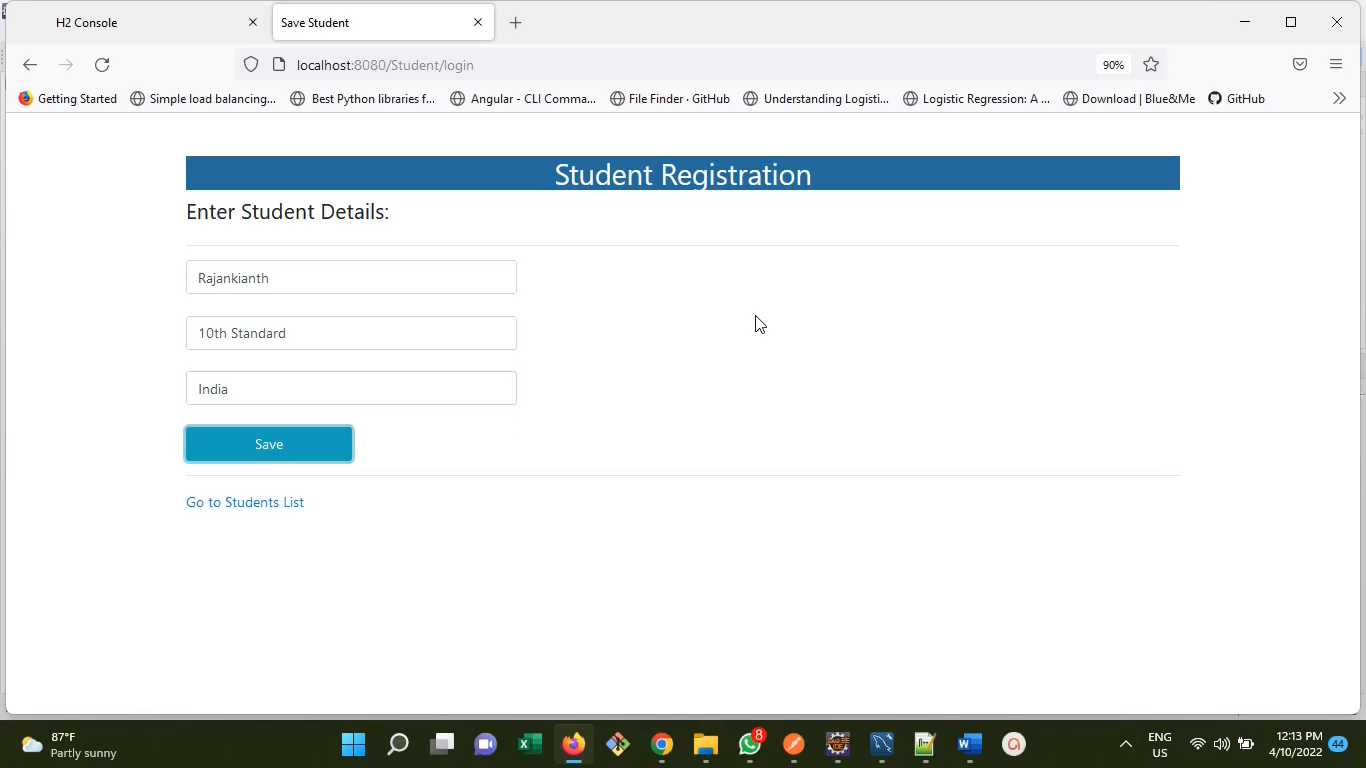 H2 Console
Save Student
localhost:8080/Student/login
90%
Getting Started
Simple load balancing...
Best Python libraries f...
Angular - CLI Comma...
File Finder · GitHub
Understanding Logisti...
Logistic Regression: A ...
Download | Blue&Me
GitHub
Student Registration
Enter Student Details:
Rajankianth
10th Standard
India
Save
Go to Students List
87°F
Partly sunny
8
ENG
US
12:13 PM
4/10/2022
44